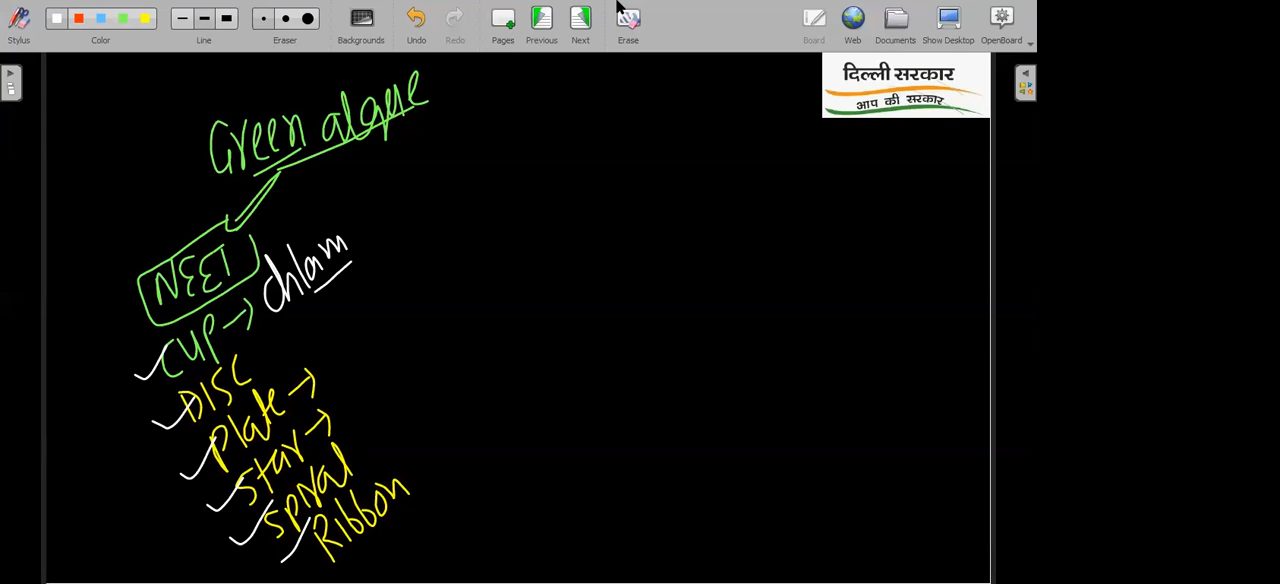 Stylus Color Line Eraser Backgrounds Undo Redo Pages Previous Next Erase Board Web Documents Show Desktop OpenBoard
दिल्ली सरकार
आप की सरकार
Green algae
NEET
CUP → Chlam
DISC
Plate →
Star →
Spiral
Ribbon